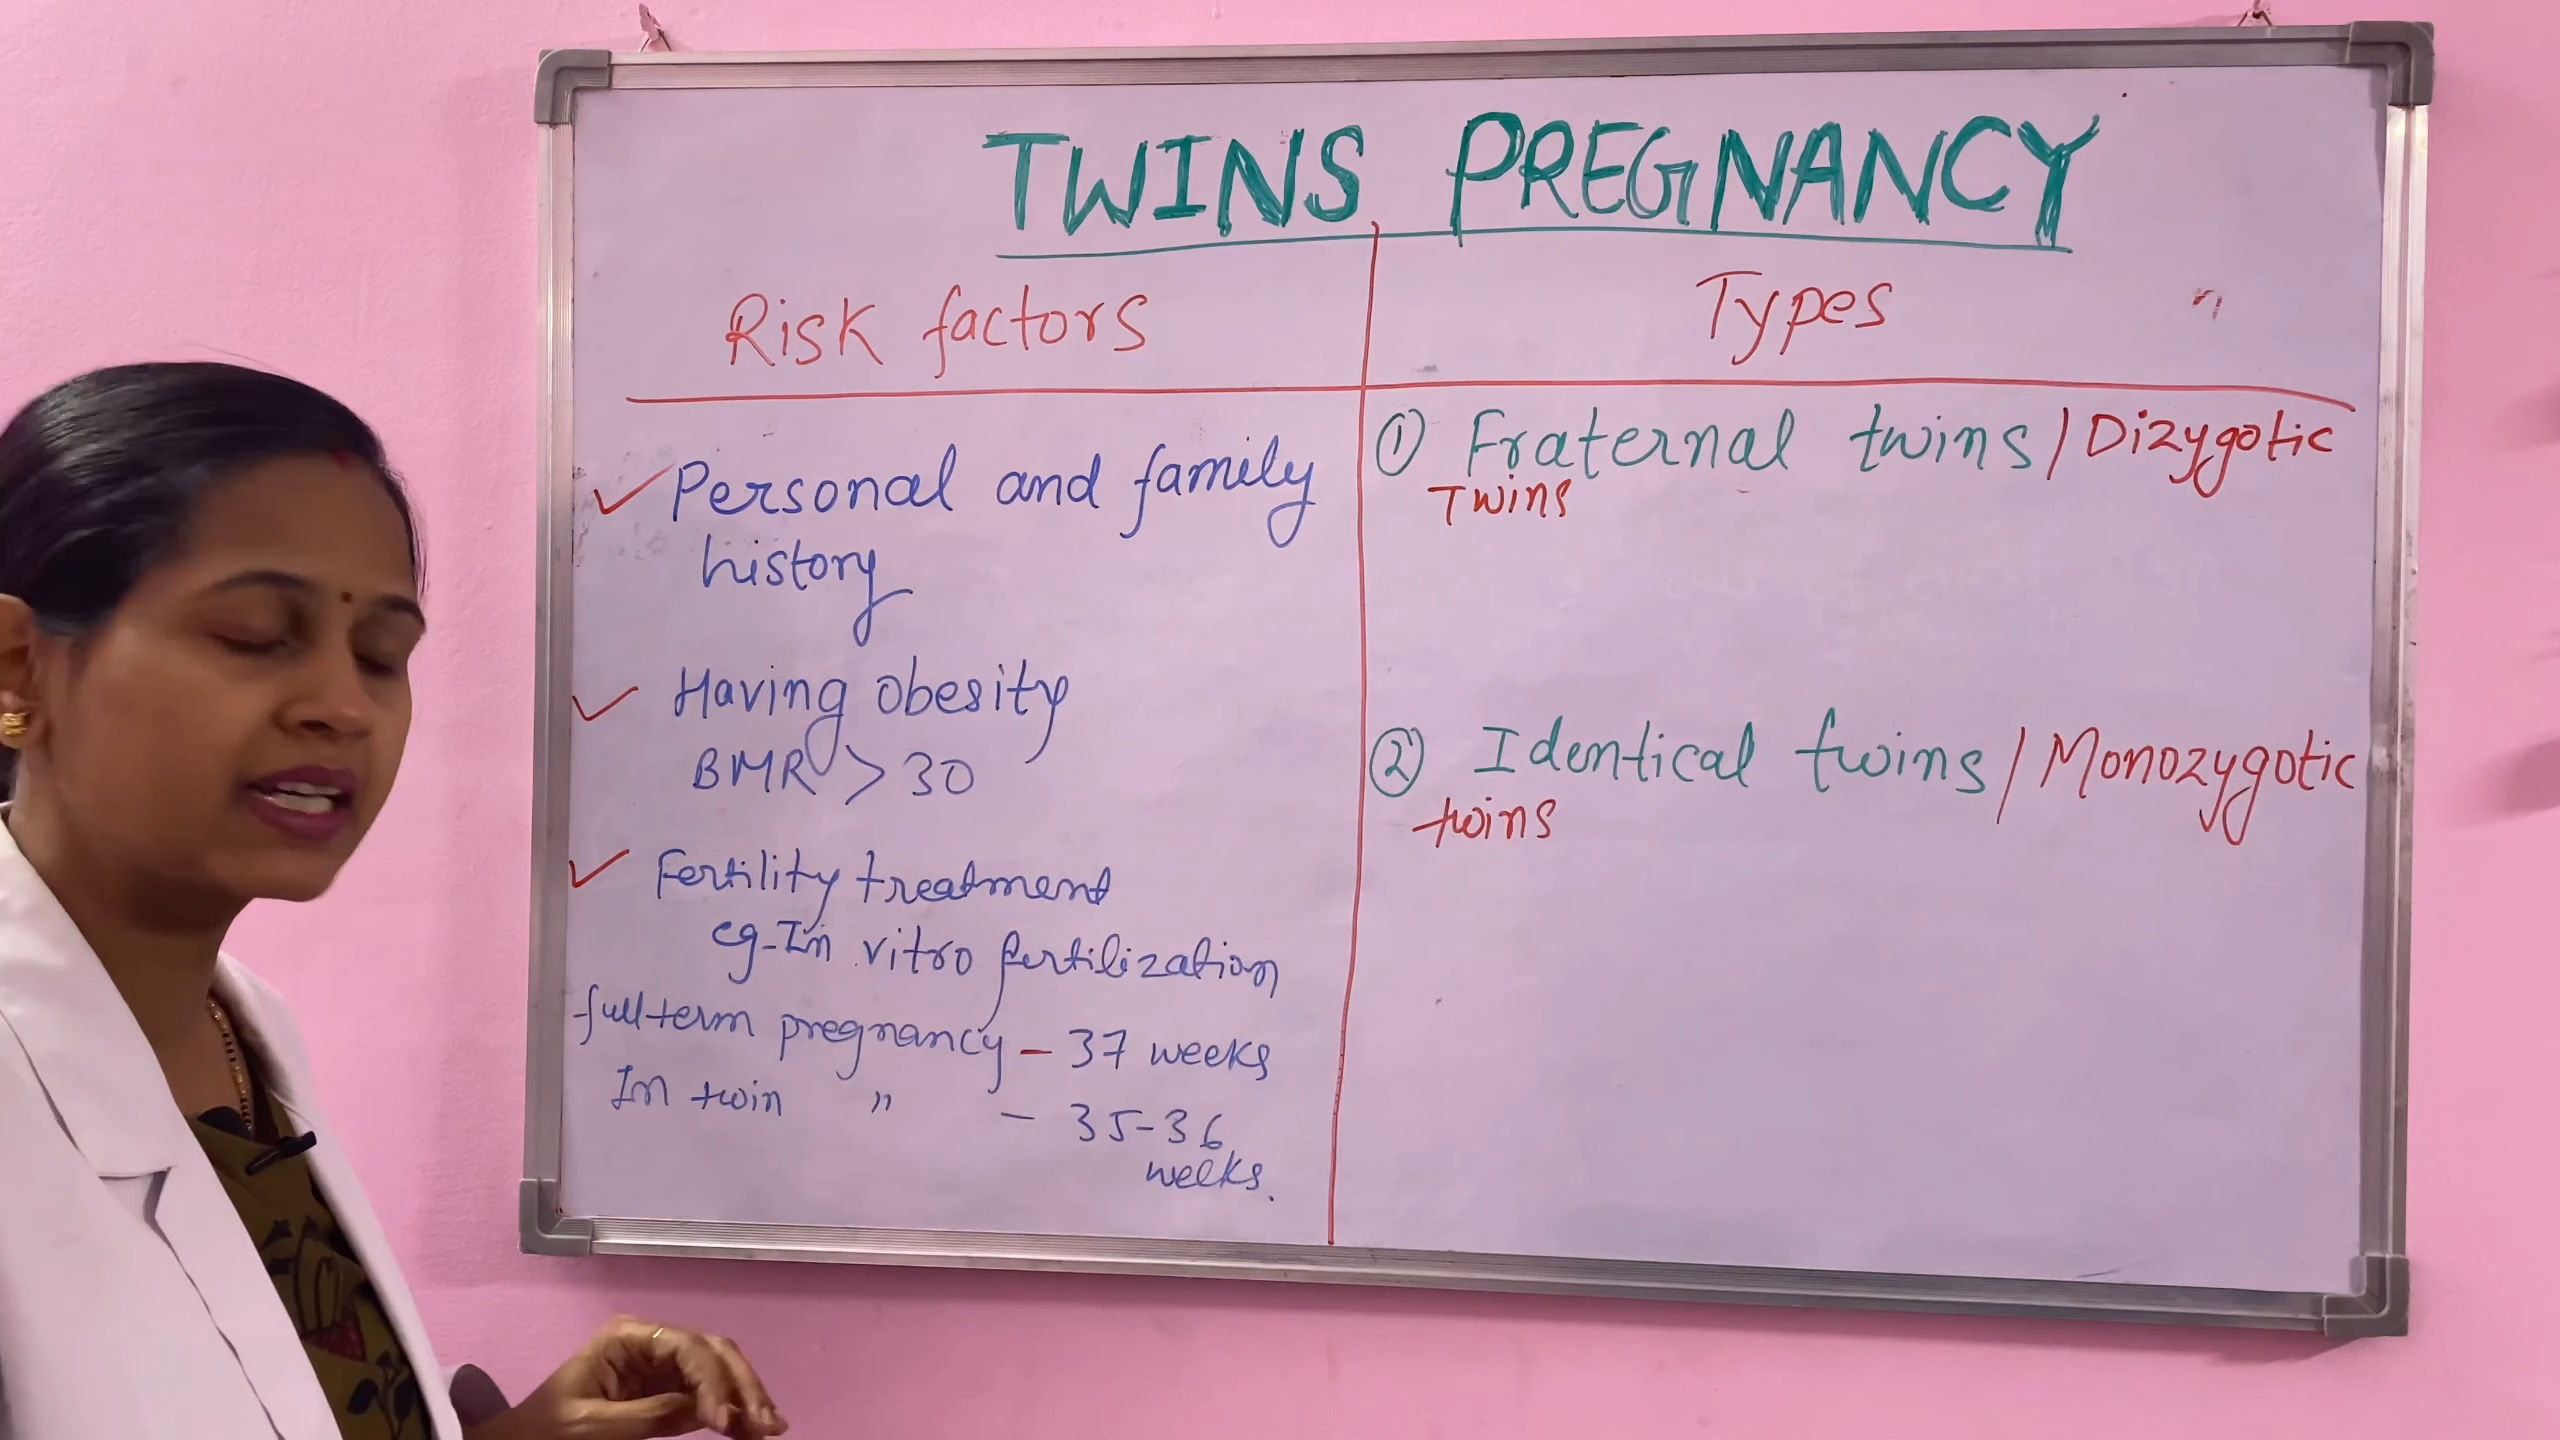 TWINS PREGNANCY
Risk factors
✓ Personal and family
history
✓ Having obesity
BMR > 30
✓ Fertility treatment
eg-In vitro fertilization
full term pregnancy – 37 weeks
In twin " – 35-36
weeks.
Types
① Fraternal twins / Dizygotic
Twins
② Identical twins / Monozygotic
twins